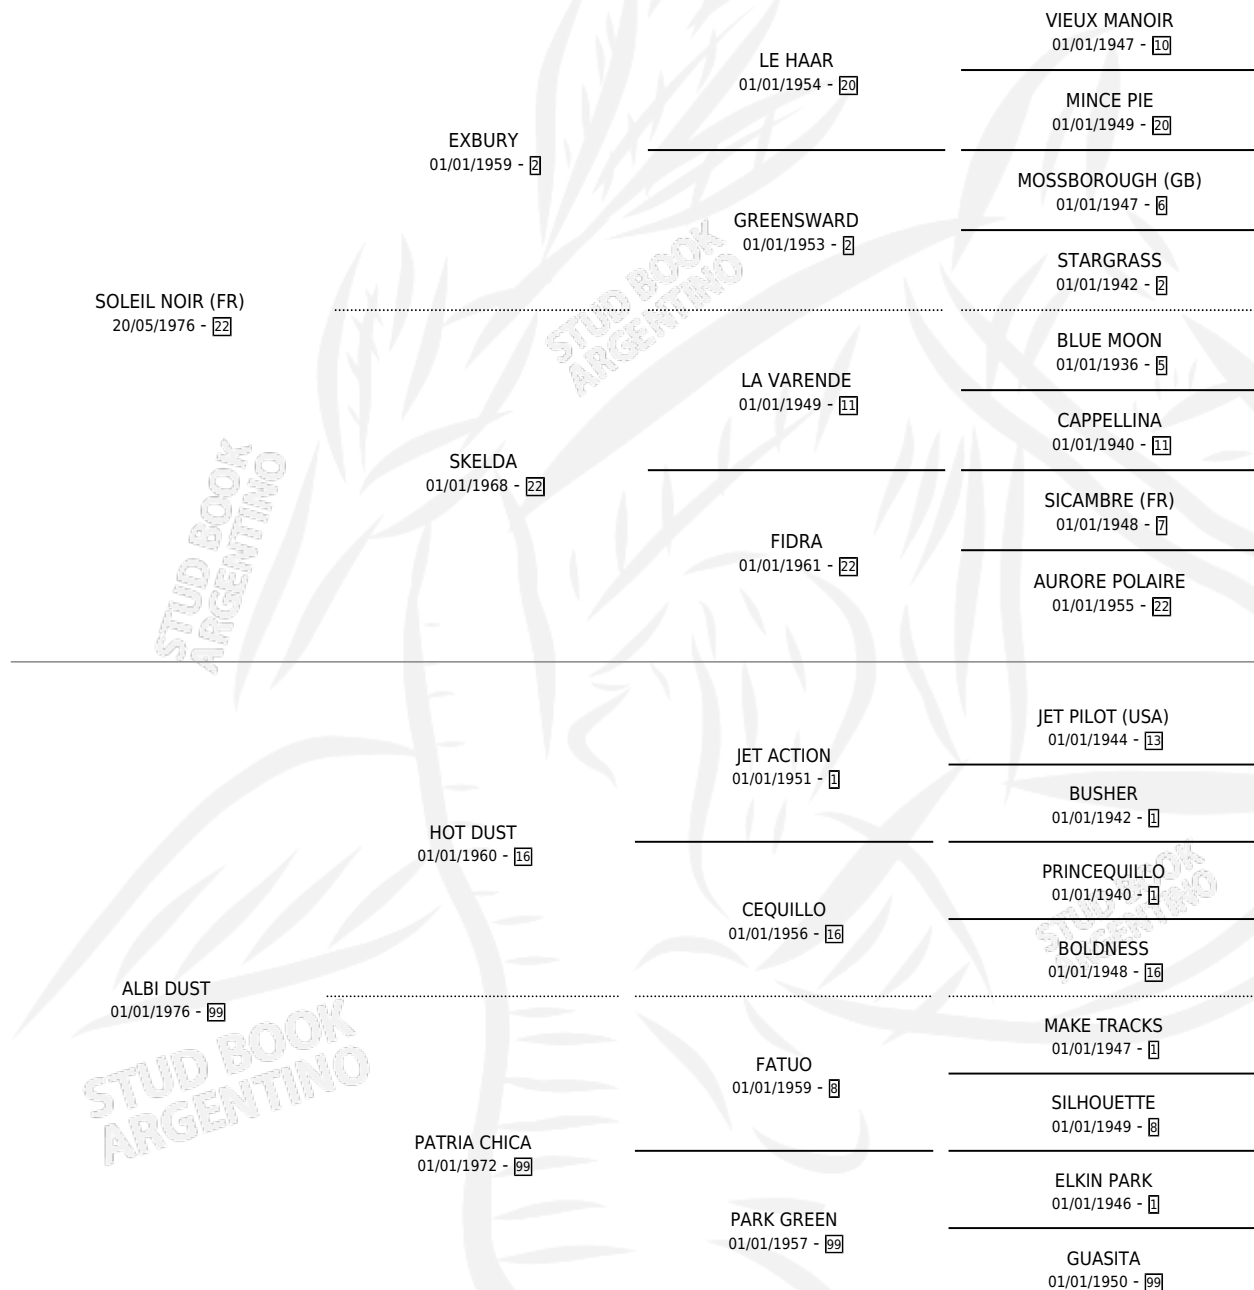 VIEUX MANOIR
01/01/1947 - 10
LE HAAR
01/01/1954 - 20
MINCE PIE
01/01/1949 - 20
EXBURY
01/01/1959 - 2
MOSSBOROUGH (GB)
01/01/1947 - 6
GREENSWARD
01/01/1953 - 2
STARGRASS
01/01/1942 - 2
SOLEIL NOIR (FR)
20/05/1976 - 22
BLUE MOON
01/01/1936 - 5
LA VARENDE
01/01/1949 - 11
CAPPELLINA
01/01/1940 - 11
SKELDA
01/01/1968 - 22
SICAMBRE (FR)
01/01/1948 - 7
FIDRA
01/01/1961 - 22
AURORE POLAIRE
01/01/1955 - 22
JET PILOT (USA)
01/01/1944 - 13
JET ACTION
01/01/1951 - 1
BUSHER
01/01/1942 - 1
HOT DUST
01/01/1960 - 16
PRINCEQUILLO
01/01/1940 - 1
CEQUILLO
01/01/1956 - 16
BOLDNESS
01/01/1948 - 16
ALBI DUST
01/01/1976 - 99
MAKE TRACKS
01/01/1947 - 1
FATUO
01/01/1959 - 8
SILHOUETTE
01/01/1949 - 8
PATRIA CHICA
01/01/1972 - 99
ELKIN PARK
01/01/1946 - 1
PARK GREEN
01/01/1957 - 99
GUASITA
01/01/1950 - 99
STUD BOOK
ARGENTINO
STUD BOOK
ARGENTINO
STUD BOOK
ARGENTINO
STUD BOOK
ARGENTINO